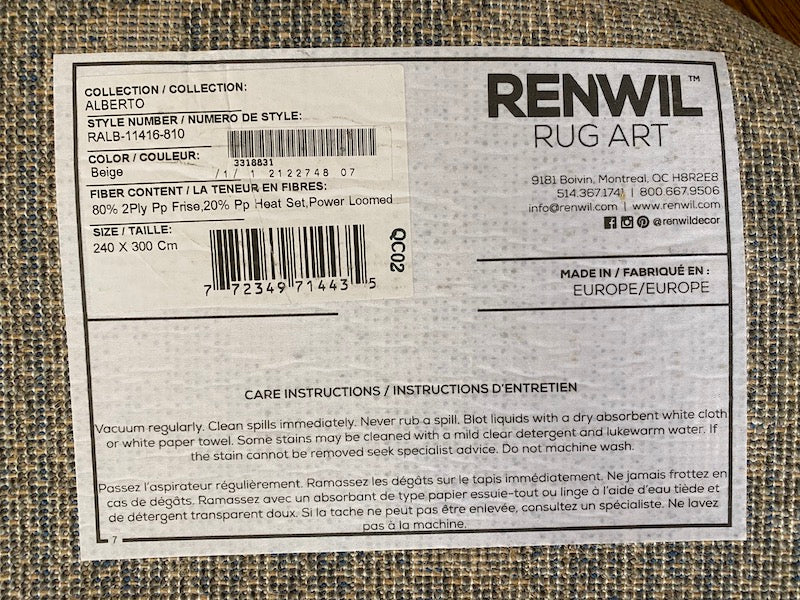 COLLECTION / COLLECTION:
ALBERTO
STYLE NUMBER / NUMERO DE STYLE:
RALB-11416-810
COLOR / COULEUR:
Beige
3318831
/1/ 1 2122748 07
FIBER CONTENT / LA TENEUR EN FIBRES:
80% 2Ply Pp Frise,20% Pp Heat Set,Power Loomed
SIZE / TAILLE:
240 X 300 Cm
QC02
7 72349 71443 5
RENWIL™
RUG ART
9181 Boivin, Montreal, QC H8R2E8
514.367.1741 | 800.667.9506
info@renwil.com | www.renwil.com
@renwildecor
MADE IN / FABRIQUÉ EN :
EUROPE/EUROPE
CARE INSTRUCTIONS / INSTRUCTIONS D'ENTRETIEN
Vacuum regularly. Clean spills immediately. Never rub a spill. Blot liquids with a dry absorbent white cloth
or white paper towel. Some stains may be cleaned with a mild clear detergent and lukewarm water. If
the stain cannot be removed seek specialist advice. Do not machine wash.
Passez l'aspirateur régulièrement. Ramassez les dégâts sur le tapis immédiatement. Ne jamais frottez en
cas de dégâts. Ramassez avec un absorbant de type papier essuie-tout ou linge à l'aide d'eau tiède et
de détergent transparent doux. Si la tache ne peut pas être enlevée, consultez un spécialiste. Ne lavez
pas à la machine.
7